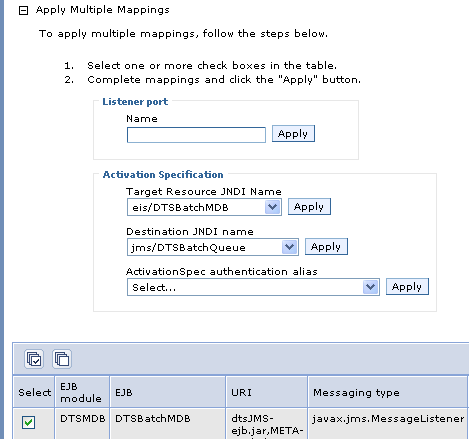 Apply Multiple Mappings
To apply multiple mappings, follow the steps below.
1. Select one or more check boxes in the table.
2. Complete mappings and click the "Apply" button.
Listener port
Name
Apply
Activation Specification
Target Resource JNDI Name
eis/DTSBatchMDB Apply
Destination JNDI name
jms/DTSBatchQueue Apply
ActivationSpec authentication alias
Select... Apply
Select EJB module EJB URI Messaging type
DTSMDB DTSBatchMDB dtsJMS- javax.jms.MessageListener
ejb.jar,META-